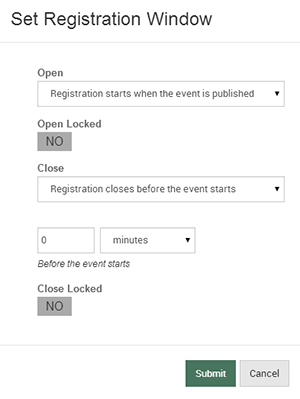 Set Registration Window
Open
Registration starts when the event is published
Open Locked
NO
Close
Registration closes before the event starts
0 minutes
Before the event starts
Close Locked
NO
Submit Cancel